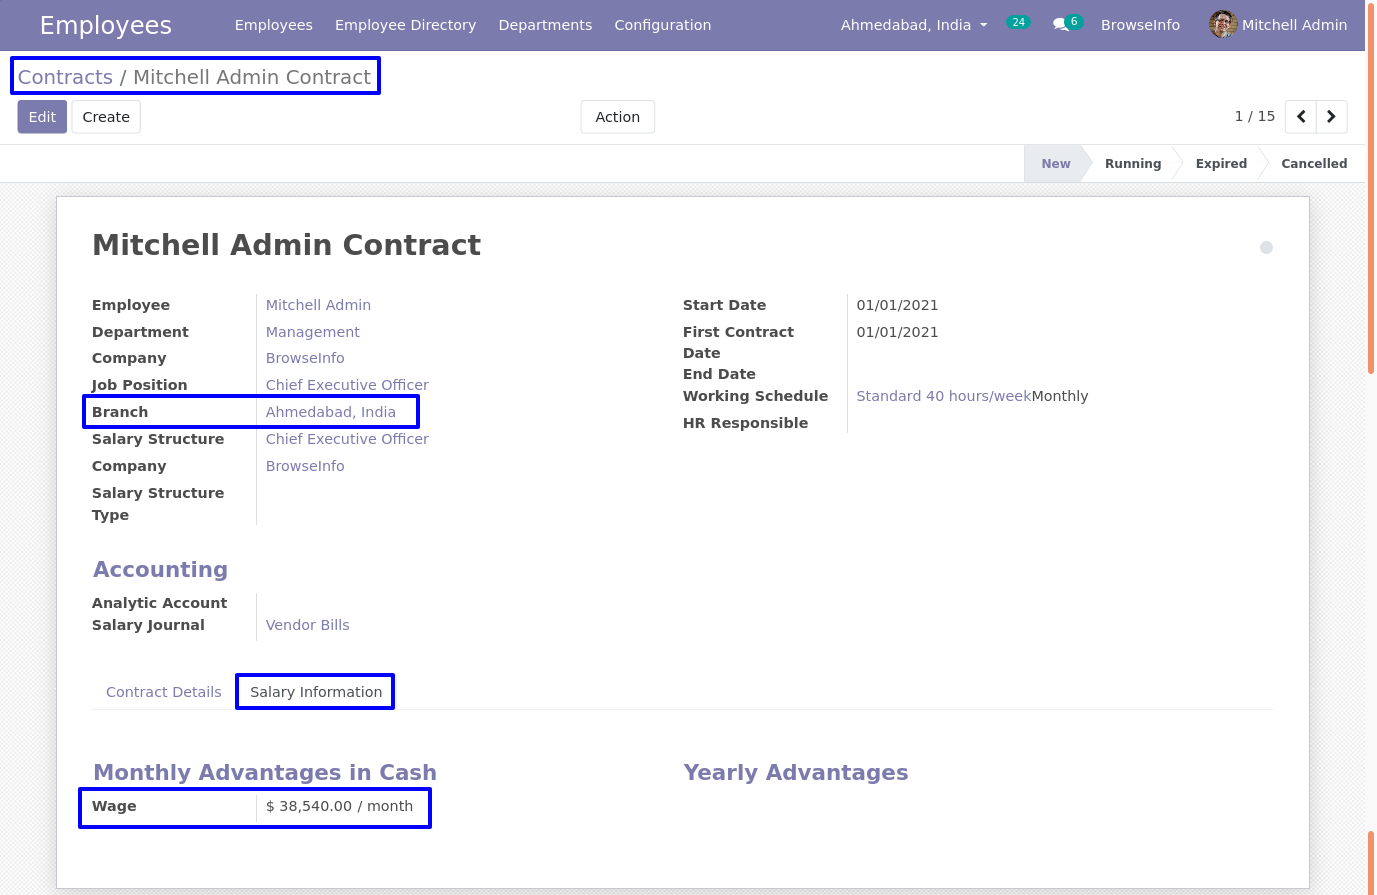 Employees Employees Employee Directory Departments Configuration Ahmedabad, India 24 6 BrowseInfo Mitchell Admin
Contracts / Mitchell Admin Contract
Edit Create Action 1 / 15
New Running Expired Cancelled
Mitchell Admin Contract
Employee Mitchell Admin
Department Management
Company BrowseInfo
Job Position Chief Executive Officer
Branch Ahmedabad, India
Salary Structure Chief Executive Officer
Company BrowseInfo
Salary Structure
Type
Start Date 01/01/2021
First Contract 01/01/2021
Date
End Date
Working Schedule Standard 40 hours/weekMonthly
HR Responsible
Accounting
Analytic Account
Salary Journal Vendor Bills
Contract Details Salary Information
Monthly Advantages in Cash
Wage $ 38,540.00 / month
Yearly Advantages